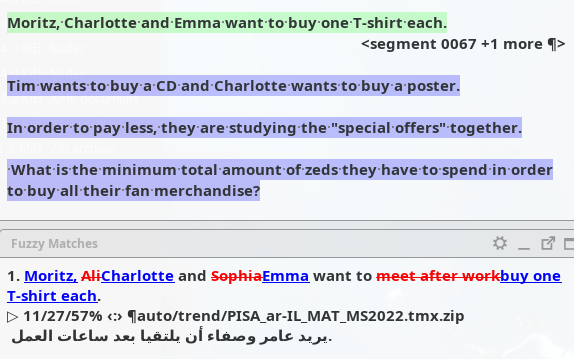 Moritz, Charlotte and Emma want to buy one T-shirt each.
<segment 0067 +1 more ¶>
Tim wants to buy a CD and Charlotte wants to buy a poster.
In order to pay less, they are studying the "special offers" together.
What is the minimum total amount of zeds they have to spend in order
to buy all their fan merchandise?
Fuzzy Matches
1. Moritz, AliCharlotte and SophiaEmma want to meet after workbuy one
T-shirt each.
▷ 11/27/57% ‹:› ¶auto/trend/PISA_ar-IL_MAT_MS2022.tmx.zip
يريد عامر وصفاء أن يلتقيا بعد ساعات العمل.